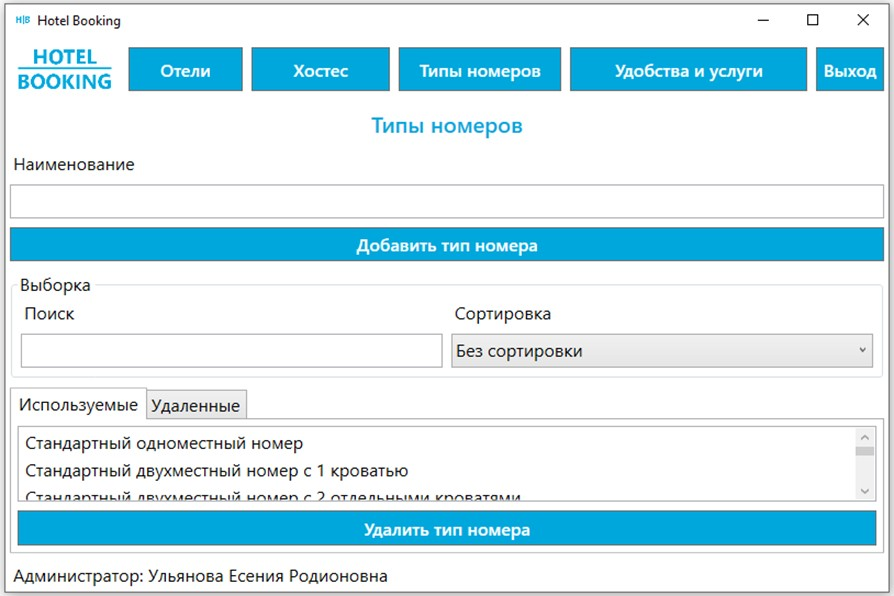 H|B Hotel Booking
HOTEL
BOOKING
Отели Хостес Типы номеров Удобства и услуги Выход
Типы номеров
Наименование
Добавить тип номера
Выборка
Поиск Сортировка
Без сортировки
Используемые Удаленные
Стандартный одноместный номер
Стандартный двухместный номер с 1 кроватью
Стандартный двухместный номер с 2 отдельными кроватями
Удалить тип номера
Администратор: Ульянова Есения Родионовна